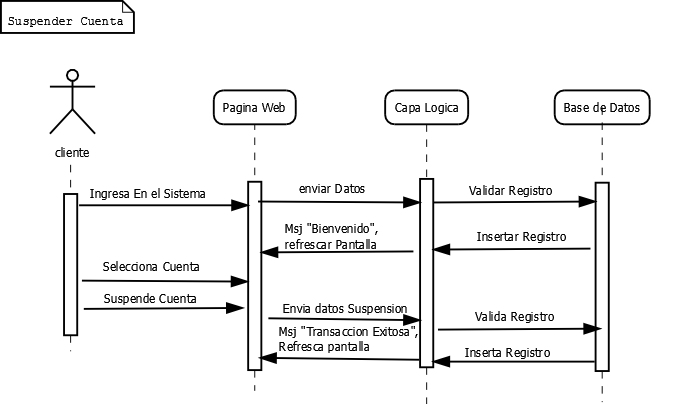 Suspender Cuenta
Pagina Web
Capa Logica
Base de Datos
cliente
Ingresa En el Sistema
enviar Datos
Validar Registro
Msj "Bienvenido",
refrescar Pantalla
Insertar Registro
Selecciona Cuenta
Suspende Cuenta
Envia datos Suspension
Valida Registro
Msj "Transaccion Exitosa",
Refresca pantalla
Inserta Registro